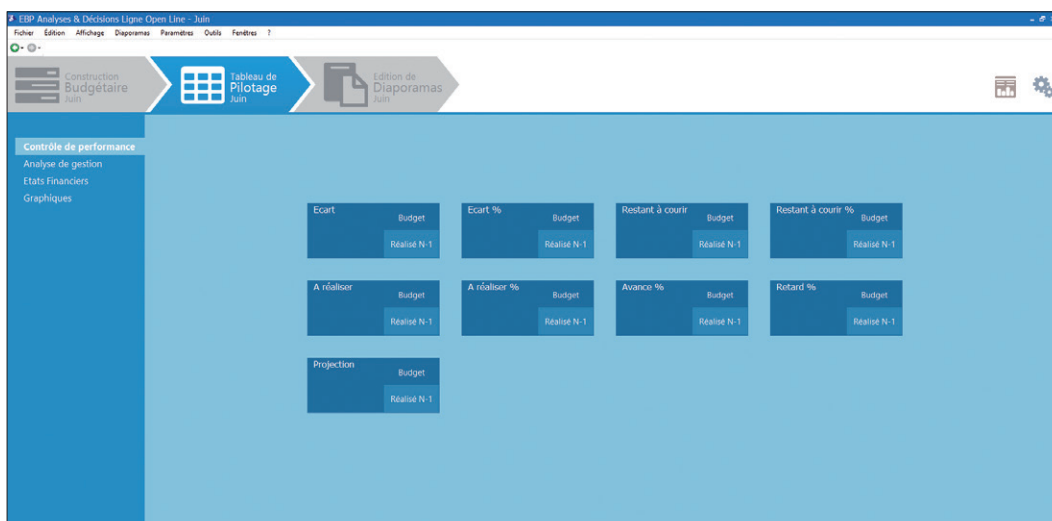 EBP Analyses & Décisions Ligne Open Line - Juin
Fichier Édition Affichage Diaporamas Paramètres Outils Fenêtres ?
Construction
Budgétaire
Juin
Tableau de
Pilotage
Juin
Edition de
Diaporamas
Juin
Contrôle de performance
Analyse de gestion
Etats Financiers
Graphiques
Ecart
Budget
Réalisé N-1
Ecart %
Budget
Réalisé N-1
Restant à courir
Budget
Réalisé N-1
Restant à courir %
Budget
Réalisé N-1
A réaliser
Budget
Réalisé N-1
A réaliser %
Budget
Réalisé N-1
Avance %
Budget
Réalisé N-1
Retard %
Budget
Réalisé N-1
Projection
Budget
Réalisé N-1